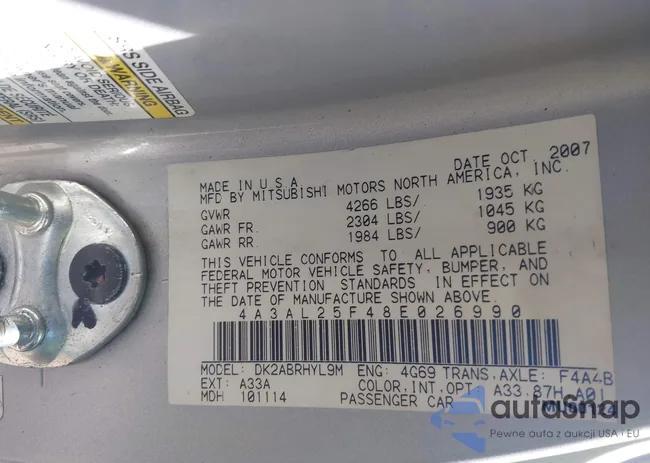 S SIDE AIRBAG
WARNING
MADE IN U.S.A. DATE OCT 2007
MFD BY MITSUBISHI MOTORS NORTH AMERICA, INC.
GVWR 4266 LBS/ 1935 KG
GAWR FR. 2304 LBS/ 1045 KG
GAWR RR. 1984 LBS/ 900 KG
THIS VEHICLE CONFORMS TO ALL APPLICABLE
FEDERAL MOTOR VEHICLE SAFETY, BUMPER, AND
THEFT PREVENTION STANDARDS IN EFFECT ON
THE DATE OF MANUFACTURE SHOWN ABOVE.
4A3AL25F48E026990
MODEL: DK2ABRHYL9M ENG: 4G69 TRANS.AXLE: F4A4B
EXT: A33A COLOR.INT.OPT. A33.87H A01
MDH 101114 PASSENGER CAR
autoSnap
Pewne auta z aukcji USA i EU